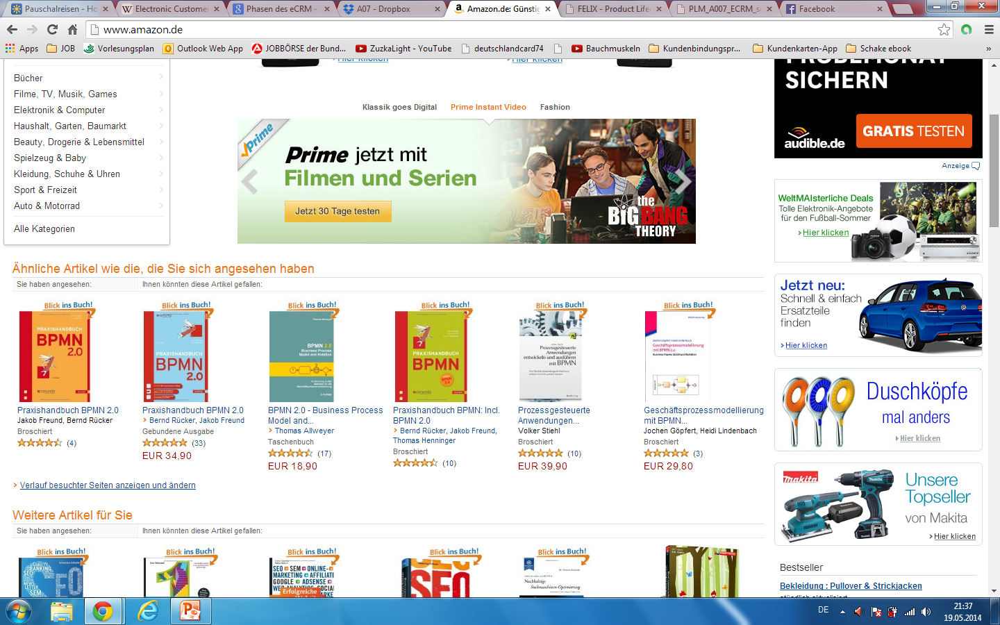 Pauschalreisen - Ho
Electronic Custome
Phasen des eCRM -
A07 - Dropbox
Amazon.de: Günstig
FELIX - Product Life
PLM_A007_ECRM_s
Facebook
www.amazon.de
Apps
JOB
Vorlesungsplan
Outlook Web App
JOBBÖRSE der Bund...
ZuzkaLight - YouTube
deutschlandcard74
Bauchmuskeln
Kundenbindungspr...
Kundenkarten-App
Schake ebook
»
Hier klicken
Hier klicken
Bücher
Filme, TV, Musik, Games
Elektronik & Computer
Haushalt, Garten, Baumarkt
Beauty, Drogerie & Lebensmittel
Spielzeug & Baby
Kleidung, Schuhe & Uhren
Sport & Freizeit
Auto & Motorrad
Alle Kategorien
Klassik goes Digital
Prime Instant Video
Fashion
Prime
Prime jetzt mit
Filmen und Serien
Jetzt 30 Tage testen
the
BIG BANG
THEORY
PROBEMONAT
SICHERN
audible.de
GRATIS TESTEN
Anzeige
WeltMAIsterliche Deals
Tolle Elektronik-Angebote
für den Fußball-Sommer
Hier klicken
Jetzt neu:
Schnell & einfach
Ersatzteile
finden
Hier klicken
Duschköpfe
mal anders
Hier klicken
makita
Unsere
Topseller
von Makita
Hier klicken
Bestseller
Bekleidung : Pullover & Strickjacken
stündlich aktualisiert
Ähnliche Artikel wie die, die Sie sich angesehen haben
Sie haben angesehen:
Ihnen könnten diese Artikel gefallen:
Blick ins Buch!
PRAXISHANDBUCH
BPMN
2.0
Praxishandbuch BPMN 2.0
Jakob Freund, Bernd Rücker
Broschiert
(4)
Blick ins Buch!
PRAXISHANDBUCH
BPMN
2.0
Praxishandbuch BPMN 2.0
Bernd Rücker, Jakob Freund
Gebundene Ausgabe
(33)
EUR 34,90
Blick ins Buch!
Thomas Allweyer
BPMN 2.0
Business Process
Model and Notation
BPMN 2.0 - Business Process
Model and...
Thomas Allweyer
Taschenbuch
(17)
EUR 18,90
Blick ins Buch!
PRAXISHANDBUCH
BPMN
Praxishandbuch BPMN: Incl.
BPMN 2.0
Bernd Rücker, Jakob Freund,
Thomas Henninger
Broschiert
(10)
Blick ins Buch!
Prozessgesteuerte
Anwendungen
entwickeln und ausführen
mit BPMN
Prozessgesteuerte
Anwendungen...
Volker Stiehl
Broschiert
(10)
EUR 39,90
Blick ins Buch!
Geschäftsprozessmodellierung
mit BPMN 2.0
Business Process Model and Notation
Geschäftsprozessmodellierung
mit BPMN...
Jochen Göpfert, Heidi Lindenbach
Broschiert
(3)
EUR 29,80
Verlauf besuchter Seiten anzeigen und ändern
Weitere Artikel für Sie
Sie haben angesehen:
Ihnen könnten diese Artikel gefallen:
Blick ins Buch!
SEO
Blick ins Buch!
1
Blick ins Buch!
SEO SEM ONLINE-
MARKETING AFFILIATE
GOOGLE ADSENSE
WEB ANALYTICS
Erfolgreiche
Blick ins Buch!
SEO
Blick ins Buch!
Nachhaltige
Suchmaschinen-Optimierung
DE
21:37
19.05.2014